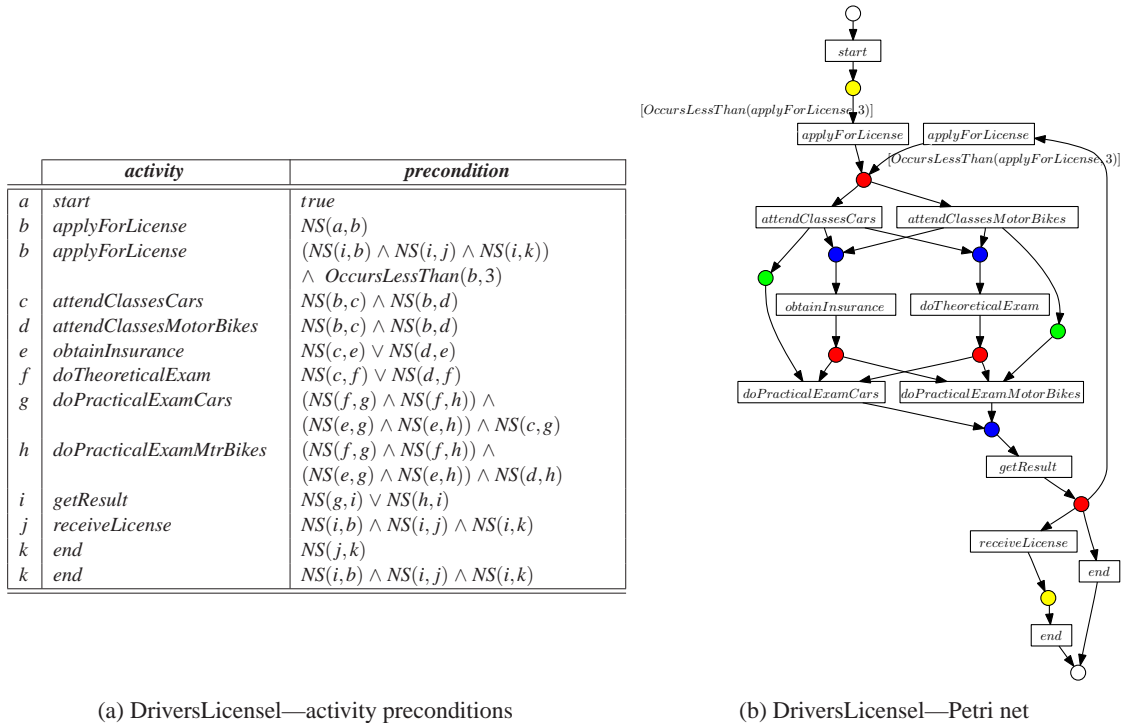 activity precondition
a start true
b applyForLicense NS(a,b)
b applyForLicense (NS(i,b) ∧ NS(i,j) ∧ NS(i,k))
∧ OccursLessThan(b,3)
c attendClassesCars NS(b,c) ∧ NS(b,d)
d attendClassesMotorBikes NS(b,c) ∧ NS(b,d)
e obtainInsurance NS(c,e) ∨ NS(d,e)
f doTheoreticalExam NS(c,f) ∨ NS(d,f)
g doPracticalExamCars (NS(f,g) ∧ NS(f,h)) ∧
(NS(e,g) ∧ NS(e,h)) ∧ NS(c,g)
h doPracticalExamMtrBikes (NS(f,g) ∧ NS(f,h)) ∧
(NS(e,g) ∧ NS(e,h)) ∧ NS(d,h)
i getResult NS(g,i) ∨ NS(h,i)
j receiveLicense NS(i,b) ∧ NS(i,j) ∧ NS(i,k)
k end NS(j,k)
k end NS(i,b) ∧ NS(i,j) ∧ NS(i,k)
(a) DriversLicensel—activity preconditions
start
[OccursLessThan(applyForLicense,3)]
applyForLicense applyForLicense
[OccursLessThan(applyForLicense,3)]
attendClassesCars attendClassesMotorBikes
obtainInsurance doTheoreticalExam
doPracticalExamCars doPracticalExamMotorBikes
getResult
receiveLicense
end
end
(b) DriversLicensel—Petri net